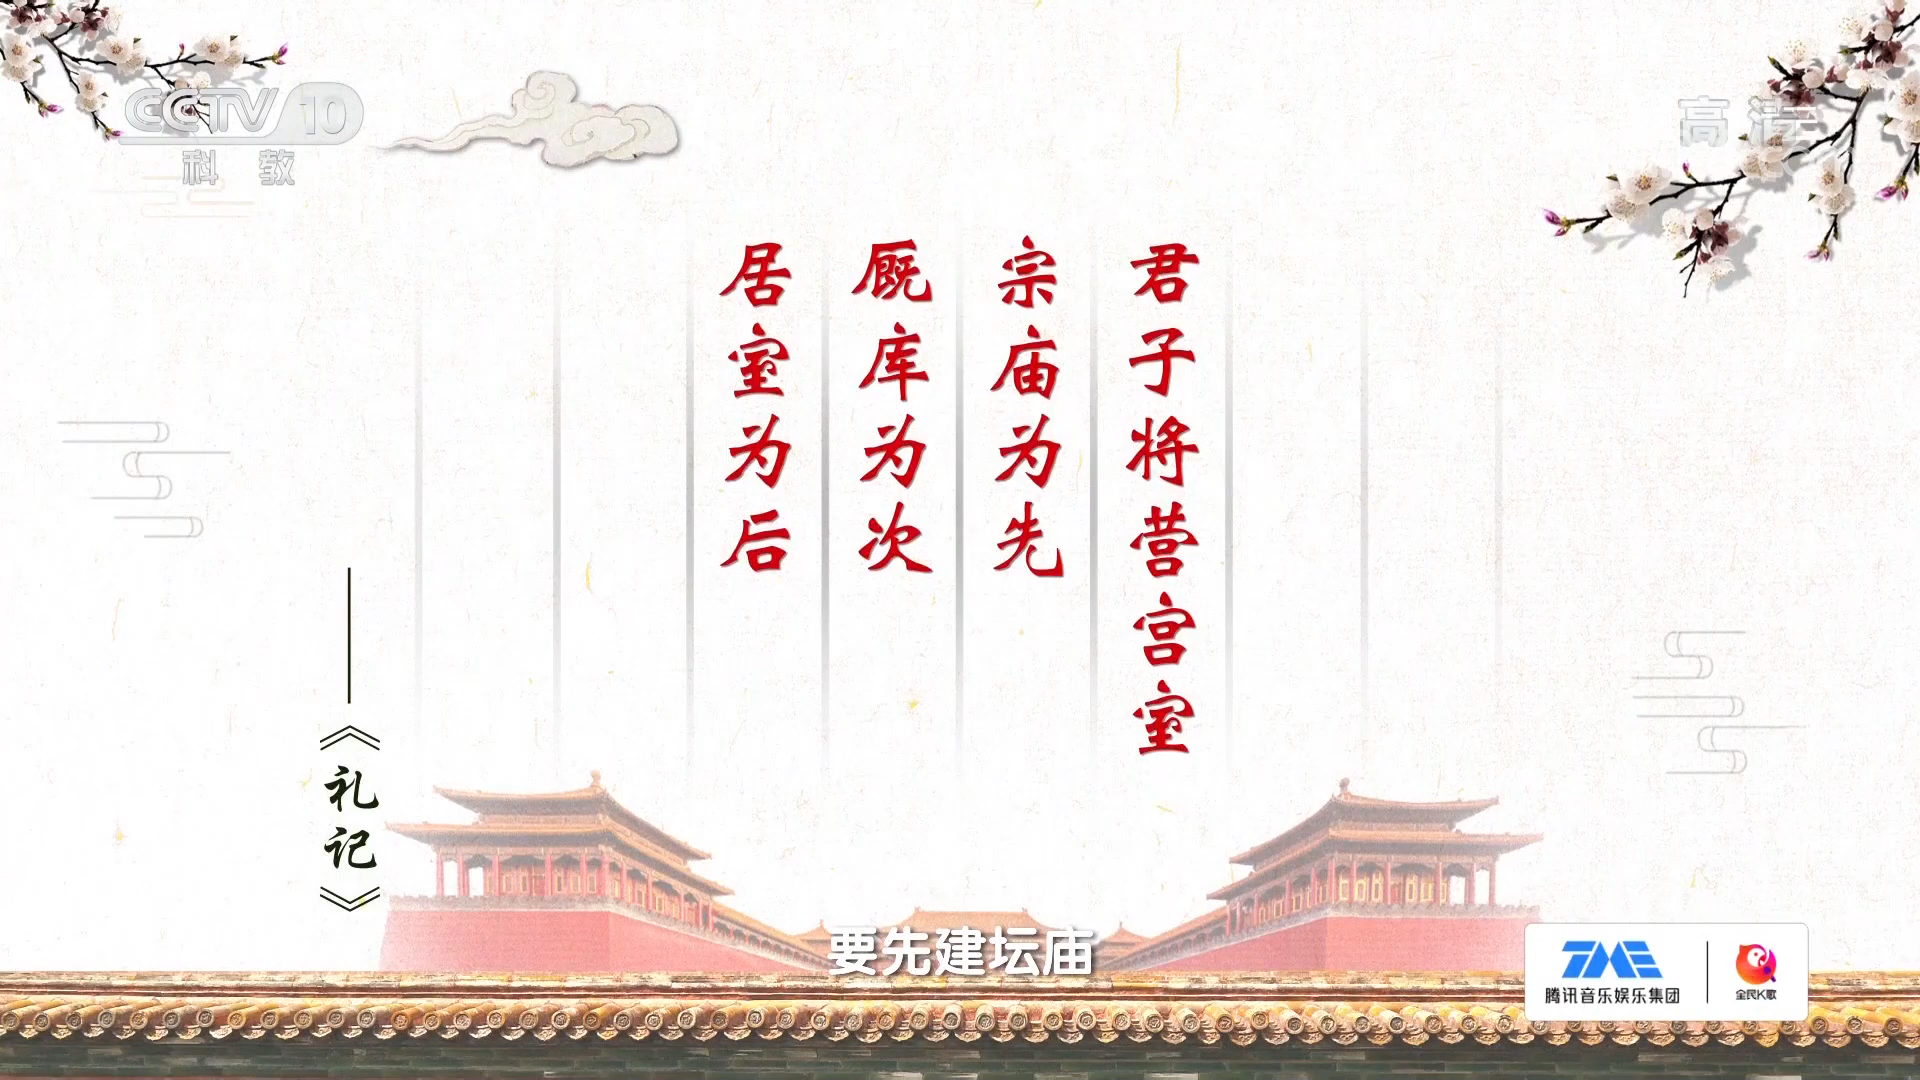 CCTV 10
科教
高清
君子将营宫室
宗庙为先
厩库为次
居室为后
——《礼记》
要先建坛庙
TME
腾讯音乐娱乐集团
全民K歌